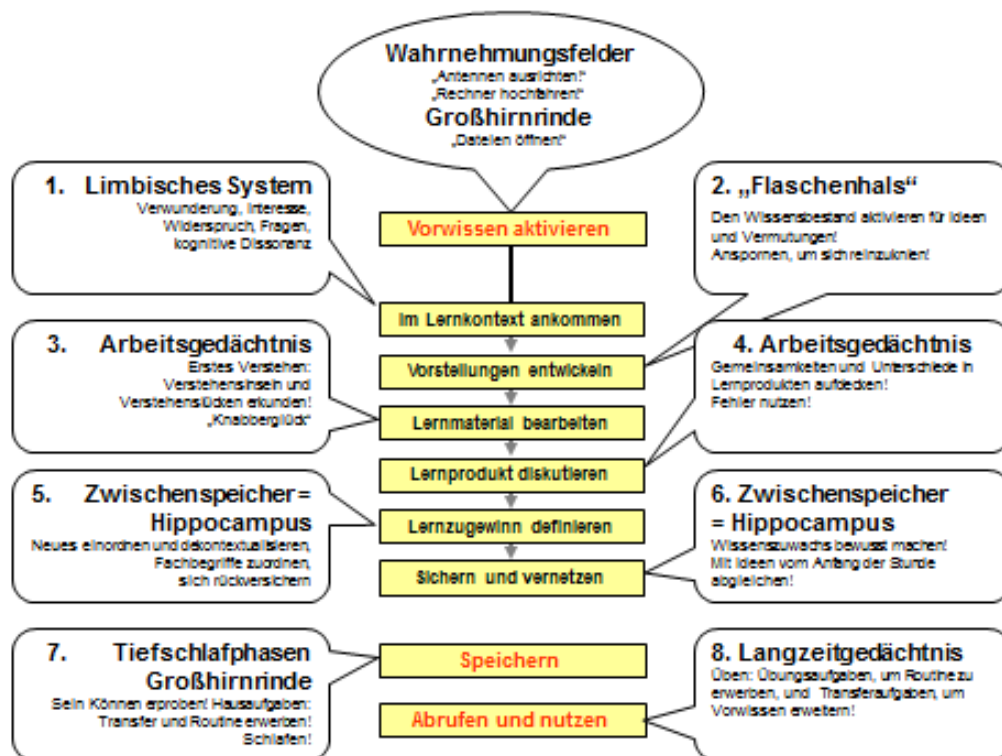 Wahrnehmungsfelder
„Antennen ausrichten!"
„Rechner hochfahren!"
Großhirnrinde
„Dateien öffnen!"
1. Limbisches System
Verwunderung, Interesse,
Widerspruch, Fragen,
kognitive Dissonanz
2. „Flaschenhals“
Den Wissensbestand aktivieren für Ideen
und Vermutungen!
Anspornen, um sich reinzuknien!
Vorwissen aktivieren
Im Lernkontext ankommen
3. Arbeitsgedächtnis
Erstes Verstehen:
Verstehensinseln und
Verstehenslücken erkunden!
„Knabberglück“
Vorstellungen entwickeln
4. Arbeitsgedächtnis
Gemeinsamkeiten und Unterschiede in
Lernprodukten aufdecken!
Fehler nutzen!
Lernmaterial bearbeiten
Lernprodukt diskutieren
5. Zwischenspeicher =
Hippocampus
Neues einordnen und dekontextualisieren,
Fachbegriffe zuordnen,
sich rückversichern
Lernzugewinn definieren
6. Zwischenspeicher
= Hippocampus
Wissenszuwachs bewusst machen!
Mit Ideen vom Anfang der Stunde
abgleichen!
Sichern und vernetzen
7. Tiefschlafphasen
Großhirnrinde
Sein Können erproben! Hausaufgaben:
Transfer und Routine erwerben!
Schlafen!
Speichern
8. Langzeitgedächtnis
Üben: Übungsaufgaben, um Routine zu
erwerben, und Transferaufgaben, um
Vorwissen erweitern!
Abrufen und nutzen